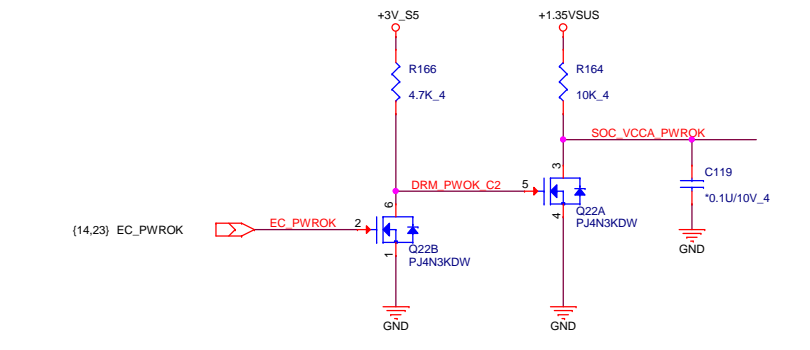 +3V_S5
+1.35VSUS
R166
4.7K_4
R164
10K_4
SOC_VCCA_PWROK
3
C119
*0.1U/10V_4
DRM_PWOK_C2
5
6
4
Q22A
PJ4N3KDW
{14,23} EC_PWROK
EC_PWROK
2
1
Q22B
PJ4N3KDW
GND
GND
GND